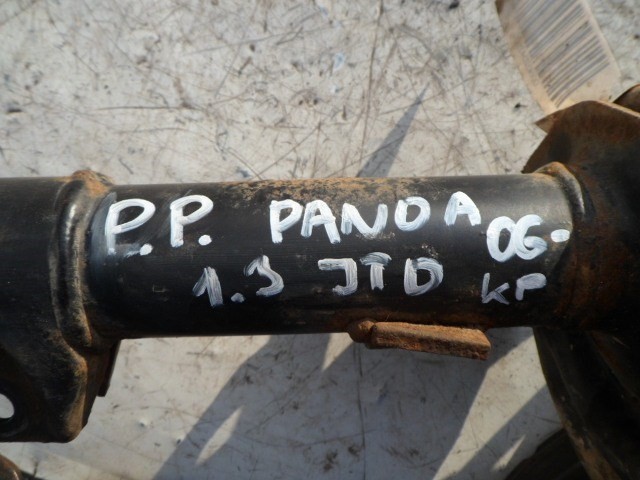 P.P. PANDA 06-
1.3 JTD KP